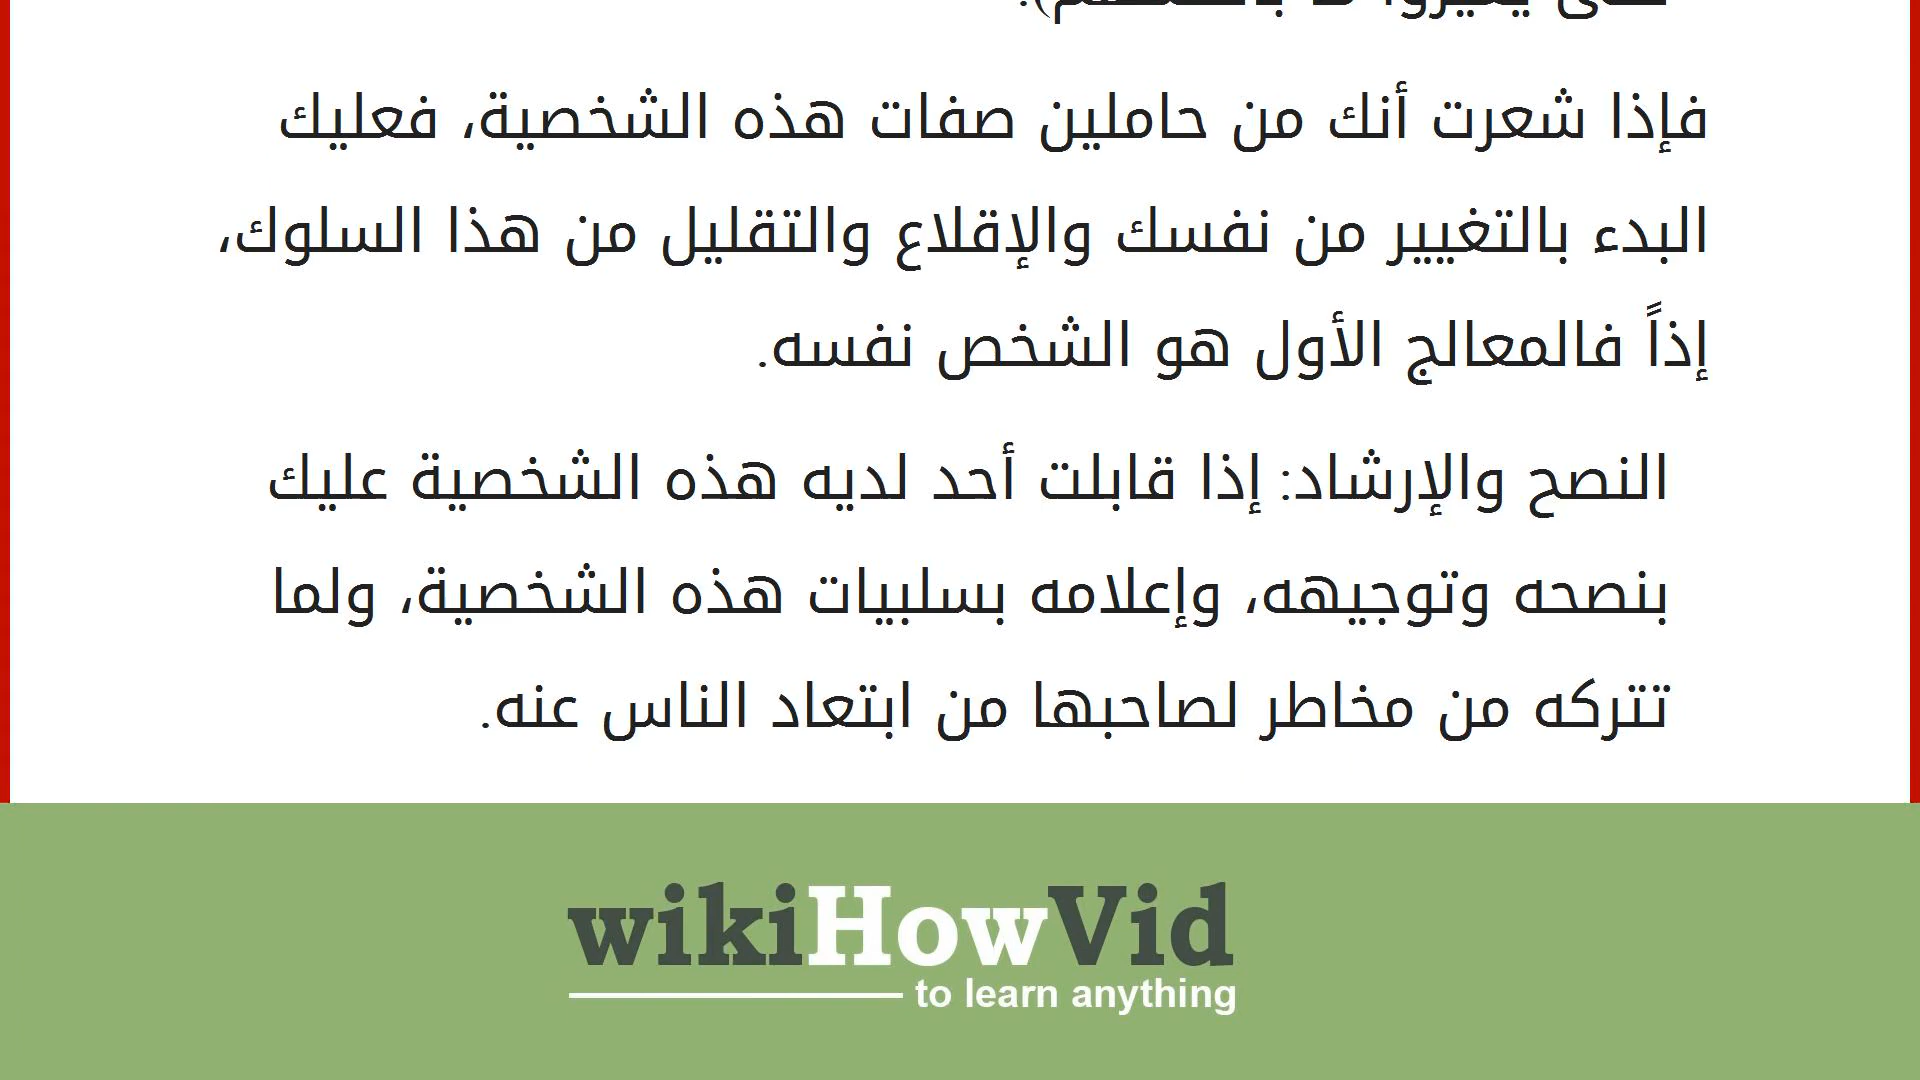 فإذا شعرت أنك من حاملين صفات هذه الشخصية، فعليك
البدء بالتغيير من نفسك والإقلاع والتقليل من هذا السلوك،
إذاً فالمعالج الأول هو الشخص نفسه.
النصح والإرشاد: إذا قابلت أحد لديه هذه الشخصية عليك
بنصحه وتوجيهه، وإعلامه بسلبيات هذه الشخصية، ولما
تتركه من مخاطر لصاحبها من ابتعاد الناس عنه.
wikiHowVid
to learn anything